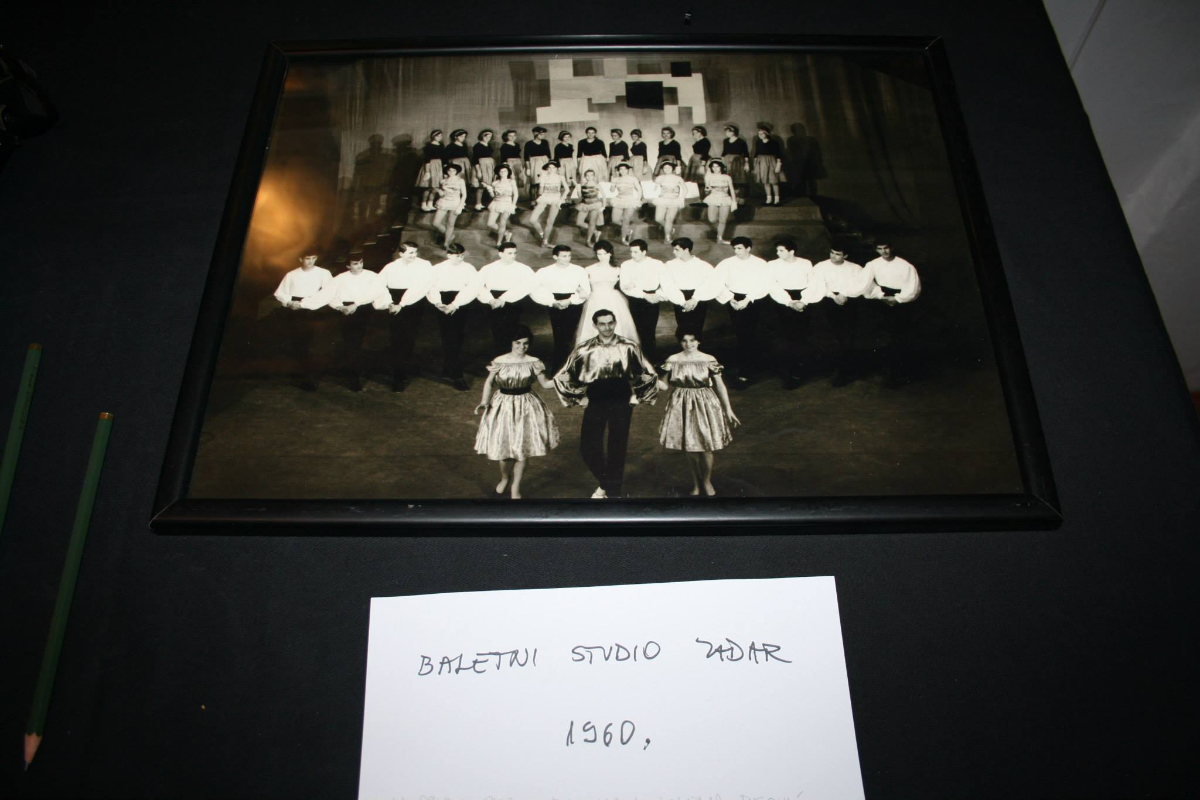 BALETNI STUDIO ZADAR
1960.